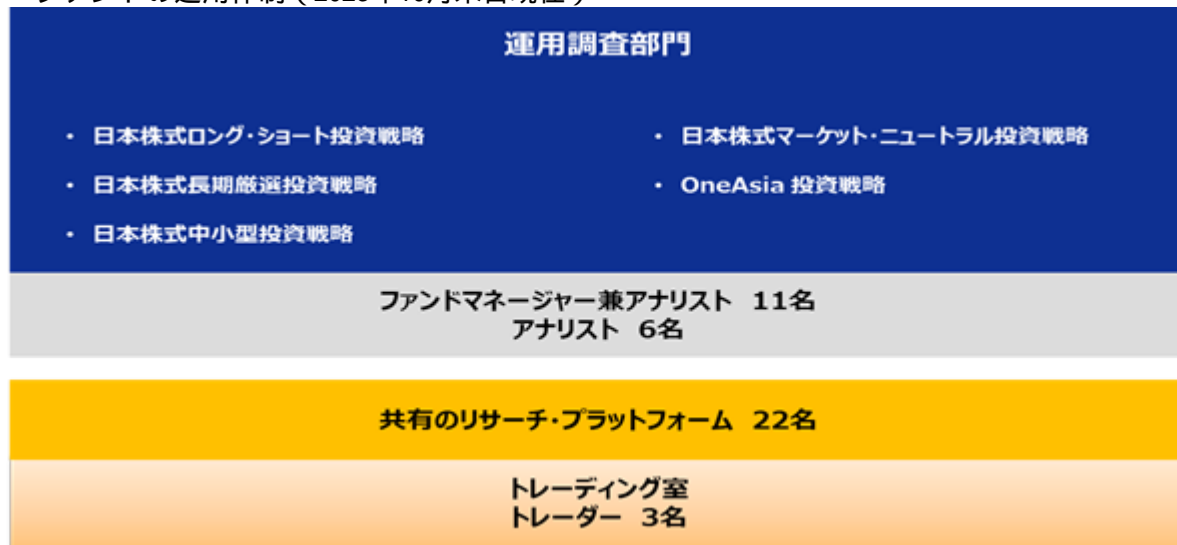 運用調査部門
・ 日本株式ロング・ショート投資戦略
・ 日本株式マーケット・ニュートラル投資戦略
・ 日本株式長期厳選投資戦略
・ OneAsia 投資戦略
・ 日本株式中小型投資戦略
ファンドマネージャー兼アナリスト 11名
アナリスト 6名
共有のリサーチ・プラットフォーム 22名
トレーディング室
トレーダー 3名